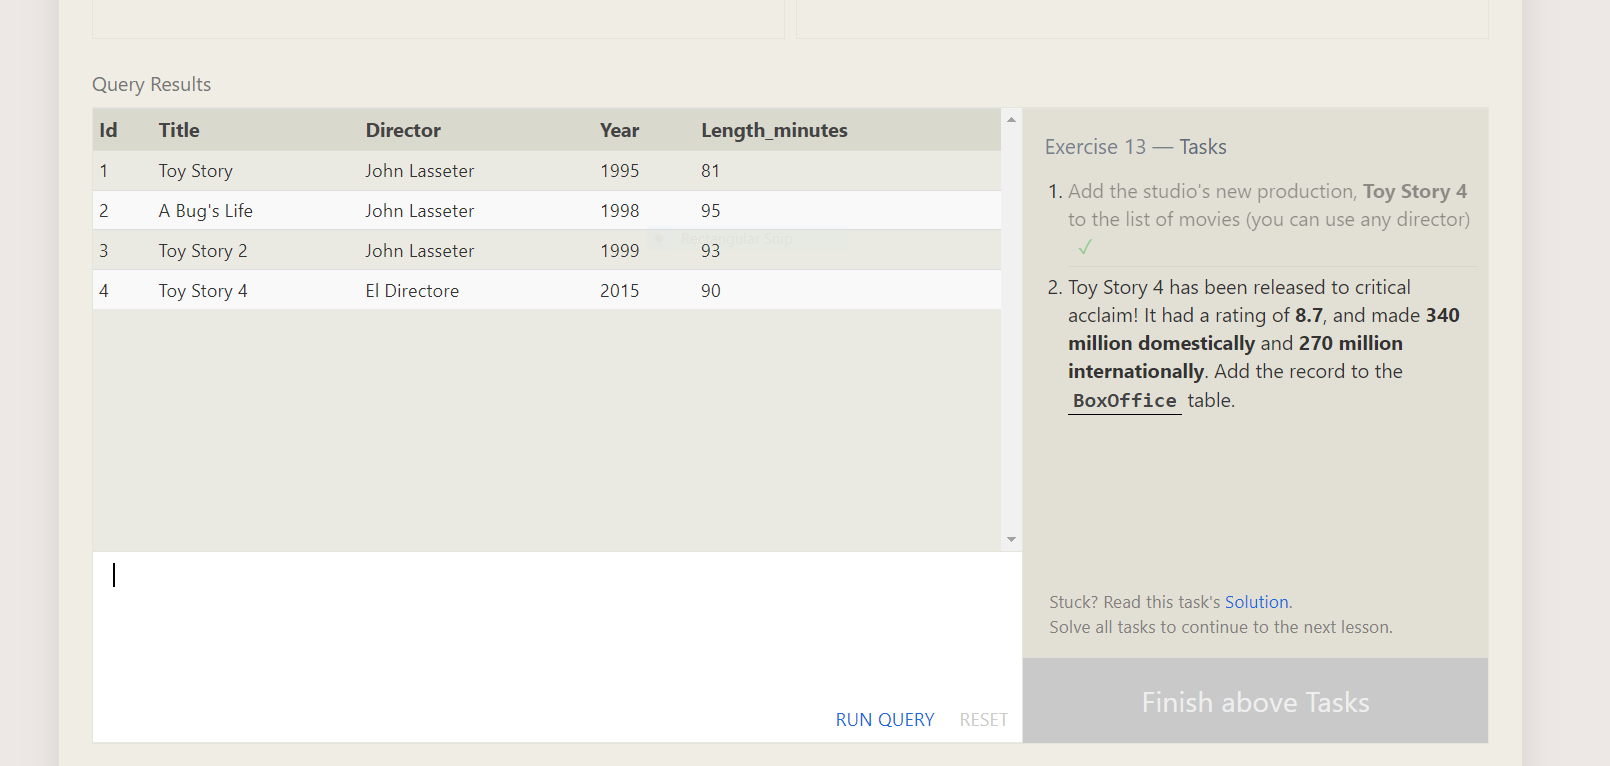 Query Results
Id Title Director Year Length_minutes
1 Toy Story John Lasseter 1995 81
2 A Bug's Life John Lasseter 1998 95
Rectangular Snip
3 Toy Story 2 John Lasseter 1999 93
4 Toy Story 4 El Directore 2015 90
RUN QUERY RESET
Exercise 13 — Tasks
1. Add the studio's new production, Toy Story 4
to the list of movies (you can use any director)
✓
2. Toy Story 4 has been released to critical
acclaim! It had a rating of 8.7, and made 340
million domestically and 270 million
internationally. Add the record to the
BoxOffice table.
Stuck? Read this task's Solution.
Solve all tasks to continue to the next lesson.
Finish above Tasks